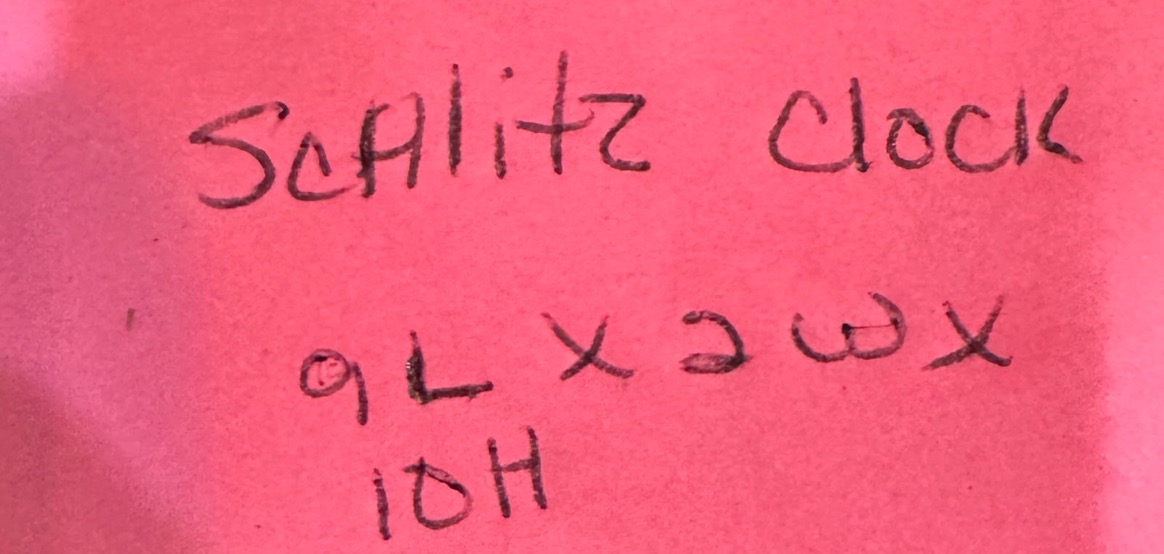 Schlitz Clock
9L x 2W x
10H